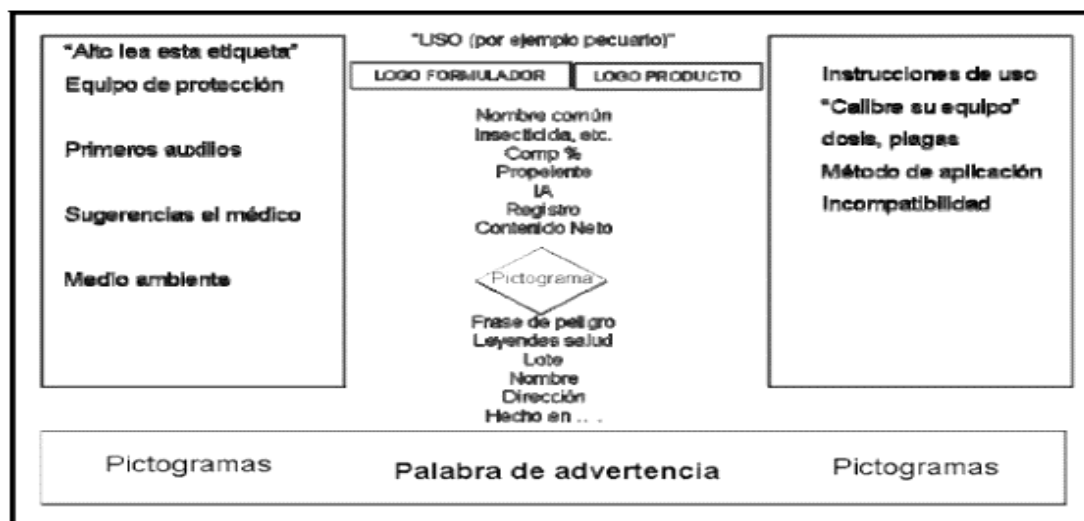 "Alto lea esta etiqueta"
Equipo de protección
Primeros auxilios
Sugerencias el médico
Medio ambiente
"USO (por ejemplo pecuario)"
LOGO FORMULADOR
LOGO PRODUCTO
Nombre común
Insecticida, etc.
Comp %
Propelente
IA
Registro
Contenido Neto
Pictograma
Frase de peligro
Leyendes salud
Lote
Nombre
Dirección
Hecho en ....
Instrucciones de uso
"Calibre su equipo"
dosis, plagas
Método de aplicación
Incompatibilidad
Pictogramas
Palabra de advertencia
Pictogramas